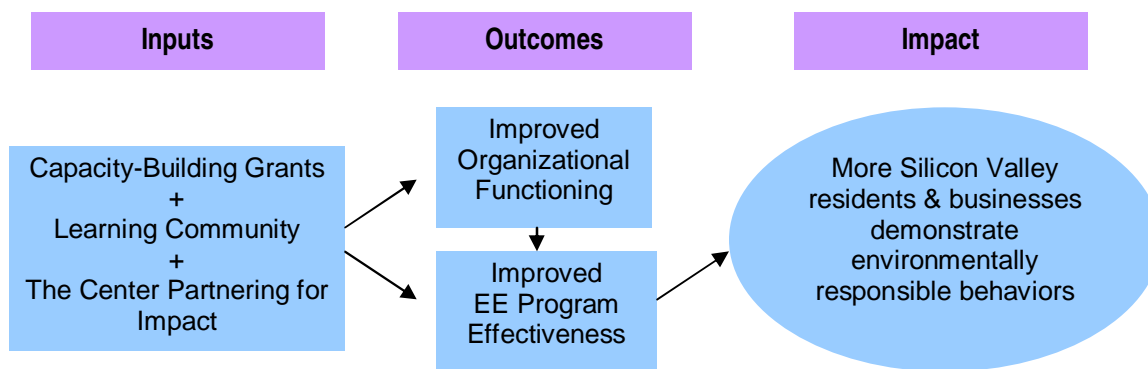 Inputs
Outcomes
Impact
Capacity-Building Grants
+
Learning Community
+
The Center Partnering for
Impact
Improved
Organizational
Functioning
Improved
EE Program
Effectiveness
More Silicon Valley
residents & businesses
demonstrate
environmentally
responsible behaviors